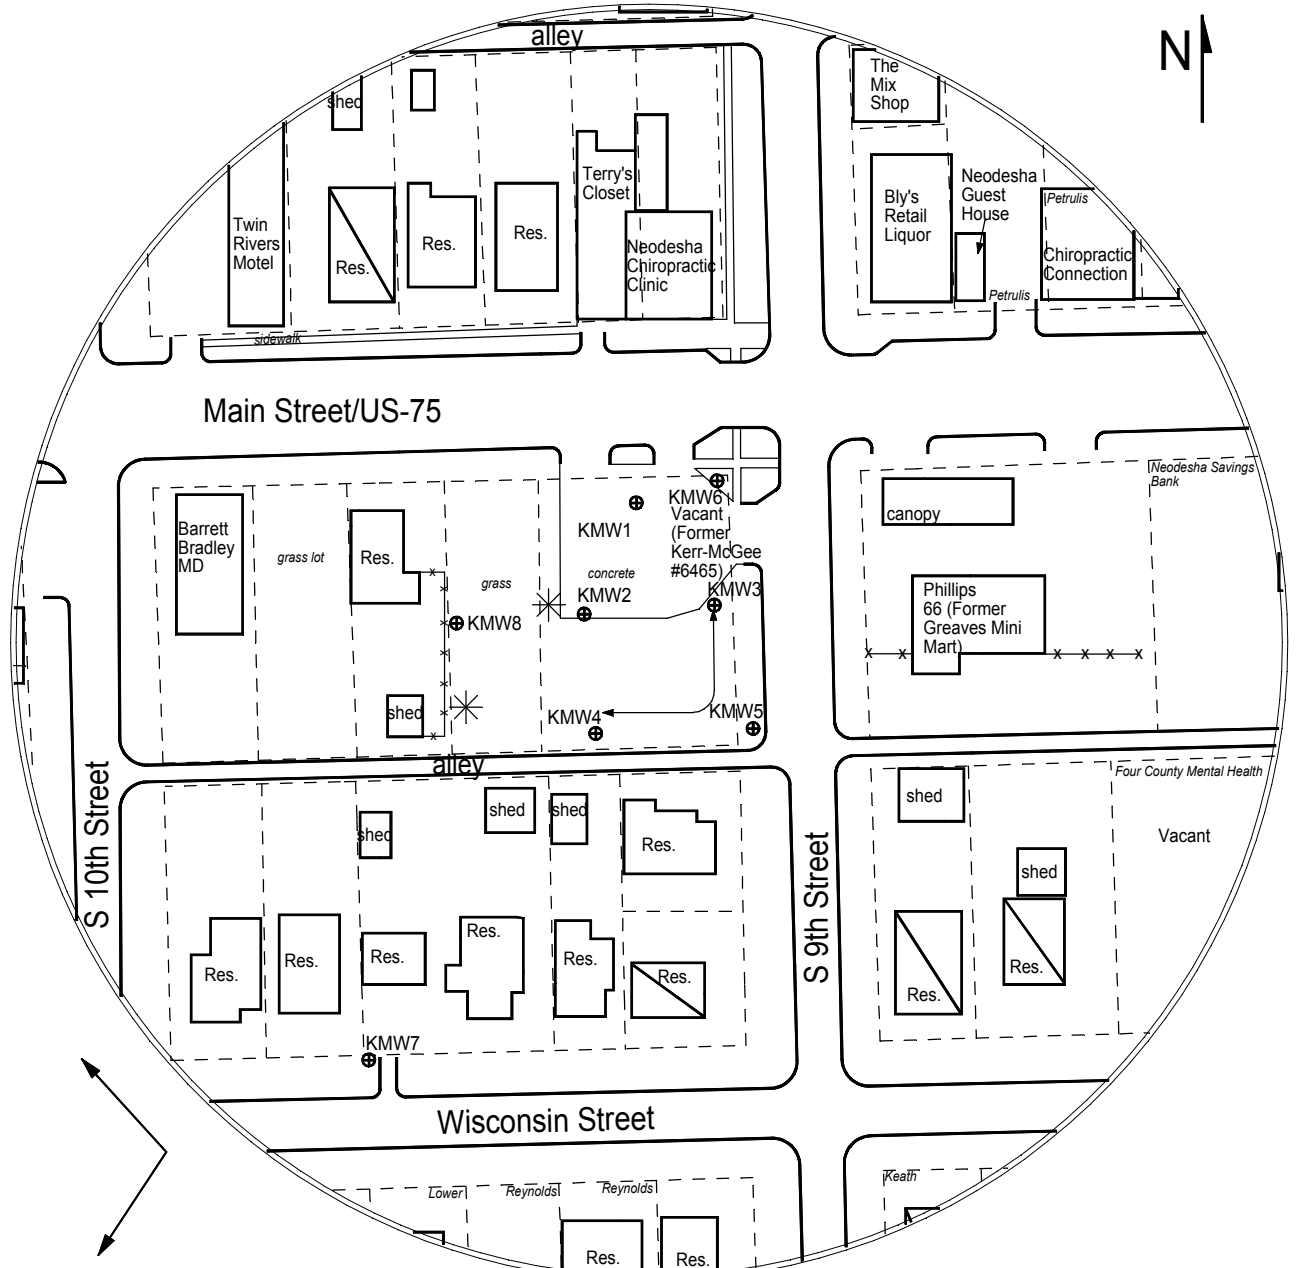 alley
N
The
Mix
Shop
shed
Terry's
Closet
Neodesha
Guest
House
Bly's
Retail
Liquor
Petrulis
Twin
Rivers
Motel
Res.
Res.
Res.
Neodesha
Chiropractic
Clinic
Chiropractic
Connection
Petrulis
sidewalk
Main Street/US-75
Neodesha Savings
Bank
KMW6
Vacant
(Former
Kerr-McGee
#6465)
KMW1
canopy
Barrett
Bradley
MD
grass lot
Res.
grass
concrete
KMW2
KMW3
KMW8
Phillips
66 (Former
Greaves Mini
Mart)
x
x
x
x
x
x
x
x
x
x
x
x
shed
KMW4
KMW5
alley
Four County Mental Health
S 10th Street
shed
shed
shed
Res.
shed
Vacant
shed
S 9th Street
Res.
Res.
Res.
Res.
Res.
Res.
Res.
Res.
KMW7
Wisconsin Street
Lower
Reynolds
Reynolds
Keath
Res.
Res.